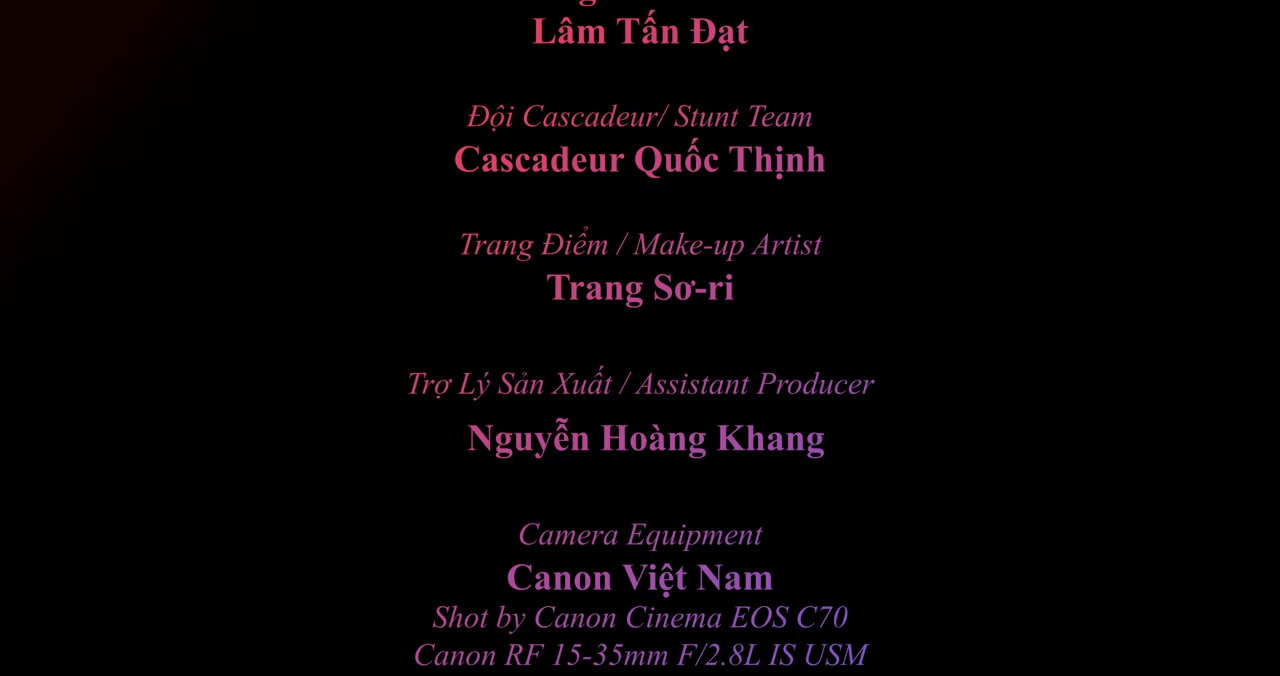 Lâm Tấn Đạt
Đội Cascadeur/ Stunt Team
Cascadeur Quốc Thịnh
Trang Điểm / Make-up Artist
Trang Sơ-ri
Trợ Lý Sản Xuất / Assistant Producer
Nguyễn Hoàng Khang
Camera Equipment
Canon Việt Nam
Shot by Canon Cinema EOS C70
Canon RF 15-35mm F/2.8L IS USM